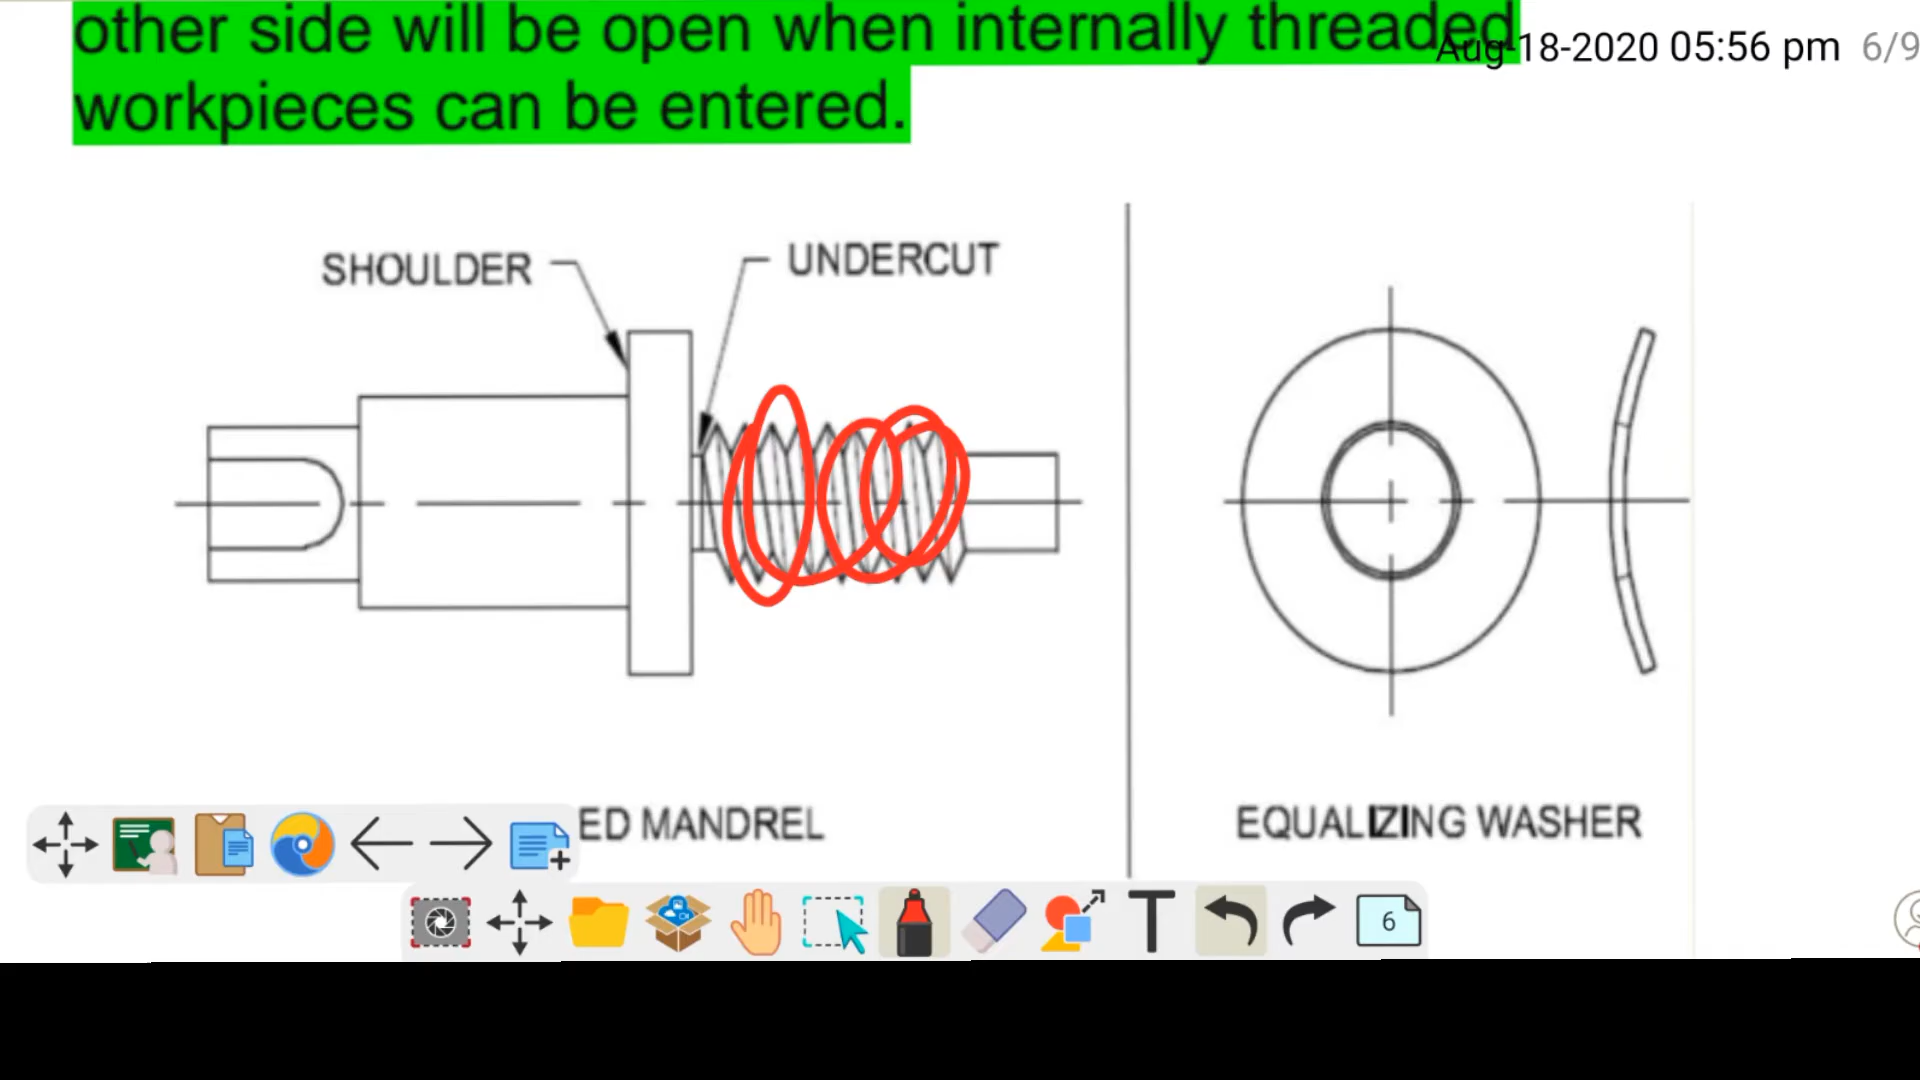 other side will be open when internally threaded
Aug-18-2020 05:56 pm 6/9
workpieces can be entered.
SHOULDER
UNDERCUT
ED MANDREL
EQUALIZING WASHER
6